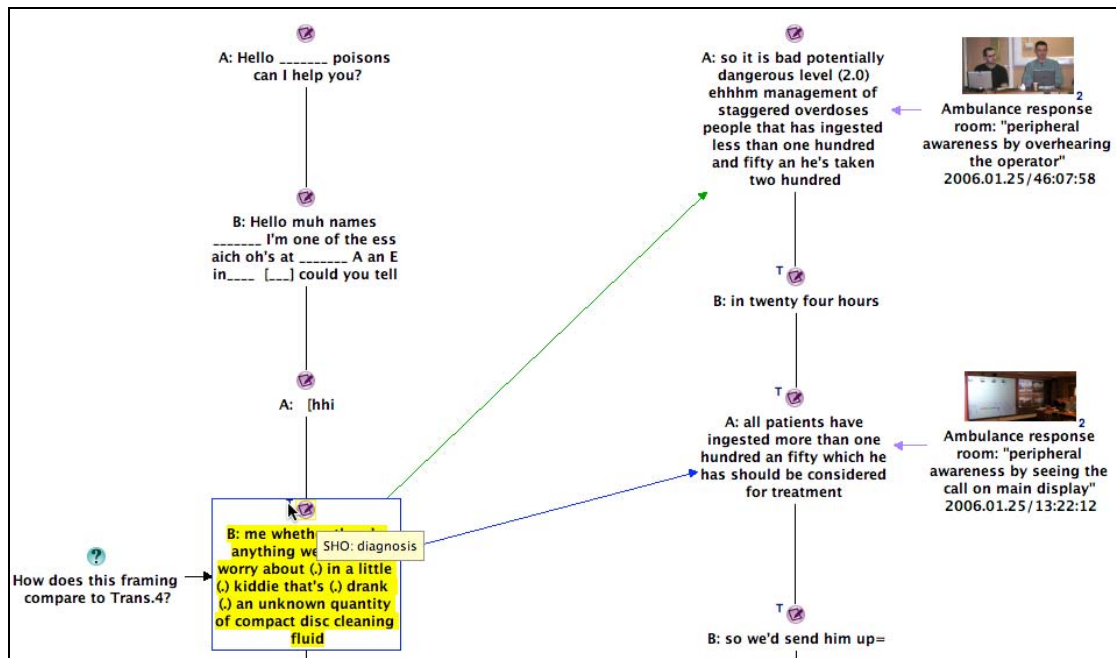 A: Hello _______ poisons
can I help you?
B: Hello muh names
_______ I'm one of the ess
aich oh's at _______ A an E
in____ [___] could you tell
A: [hhi
T
B: me wheth
anything we
worry about (.) in a little
(.) kiddie that's (.) drank
(.) an unknown quantity
of compact disc cleaning
fluid
SHO: diagnosis
?
How does this framing
compare to Trans.4?
A: so it is bad potentially
dangerous level (2.0)
ehhhm management of
staggered overdoses
people that has ingested
less than one hundred
and fifty an he's taken
two hundred
T
B: in twenty four hours
T
A: all patients have
ingested more than one
hundred an fifty which he
has should be considered
for treatment
T
B: so we'd send him up=
2
Ambulance response
room: "peripheral
awareness by overhearing
the operator"
2006.01.25/46:07:58
2
Ambulance response
room: "peripheral
awareness by seeing the
call on main display"
2006.01.25/13:22:12